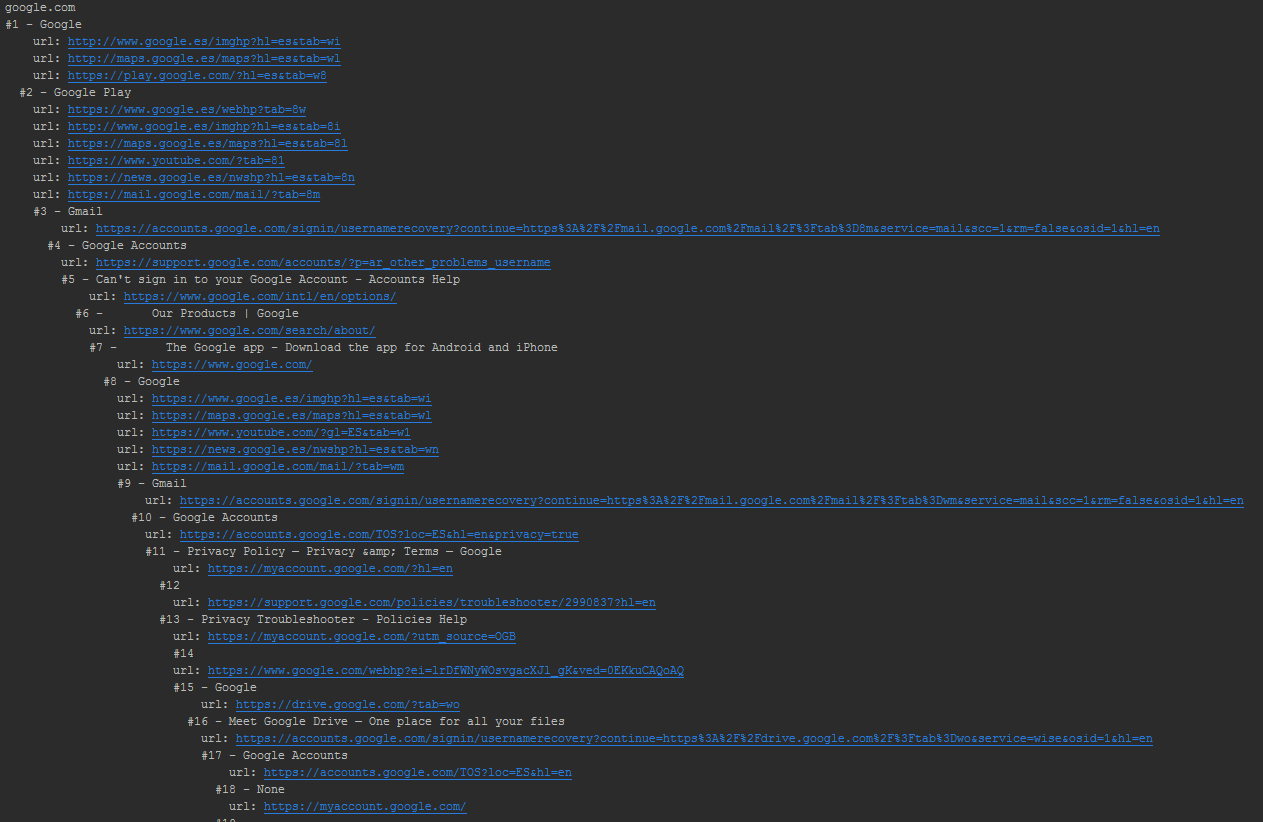 google.com
#1 - Google
url: http://www.google.es/imghp?hl=es&tab=wi
url: http://maps.google.es/maps?hl=es&tab=wl
url: https://play.google.com/?hl=es&tab=w8
#2 - Google Play
url: https://www.google.es/webhp?tab=8w
url: http://www.google.es/imghp?hl=es&tab=8i
url: https://maps.google.es/maps?hl=es&tab=8l
url: https://www.youtube.com/?tab=81
url: https://news.google.es/nwshp?hl=es&tab=8n
url: https://mail.google.com/mail/?tab=8m
#3 - Gmail
url: https://accounts.google.com/signin/usernamerecovery?continue=https%3A%2F%2Fmail.google.com%2Fmail%2F%3Ftab%3D8m&service=mail&scc=1&rm=false&osid=1&hl=en
#4 - Google Accounts
url: https://support.google.com/accounts/?p=ar_other_problems_username
#5 - Can't sign in to your Google Account - Accounts Help
url: https://www.google.com/intl/en/options/
#6 - Our Products | Google
url: https://www.google.com/search/about/
#7 - The Google app - Download the app for Android and iPhone
url: https://www.google.com/
#8 - Google
url: https://www.google.es/imghp?hl=es&tab=wi
url: https://maps.google.es/maps?hl=es&tab=wl
url: https://www.youtube.com/?gl=ES&tab=w1
url: https://news.google.es/nwshp?hl=es&tab=wn
url: https://mail.google.com/mail/?tab=wm
#9 - Gmail
url: https://accounts.google.com/signin/usernamerecovery?continue=https%3A%2F%2Fmail.google.com%2Fmail%2F%3Ftab%3Dwm&service=mail&scc=1&rm=false&osid=1&hl=en
#10 - Google Accounts
url: https://accounts.google.com/TOS?loc=ES&hl=en&privacy=true
#11 - Privacy Policy – Privacy &amp; Terms – Google
url: https://myaccount.google.com/?hl=en
#12
url: https://support.google.com/policies/troubleshooter/2990837?hl=en
#13 - Privacy Troubleshooter - Policies Help
url: https://myaccount.google.com/?utm_source=OGB
#14
url: https://www.google.com/webhp?ei=lrDfWNyWOsvgacXJl_gK&ved=0EKkuCAQoAQ
#15 - Google
url: https://drive.google.com/?tab=wo
#16 - Meet Google Drive – One place for all your files
url: https://accounts.google.com/signin/usernamerecovery?continue=https%3A%2F%2Fdrive.google.com%2F%3Ftab%3Dwo&service=wise&osid=1&hl=en
#17 - Google Accounts
url: https://accounts.google.com/TOS?loc=ES&hl=en
#18 - None
url: https://myaccount.google.com/